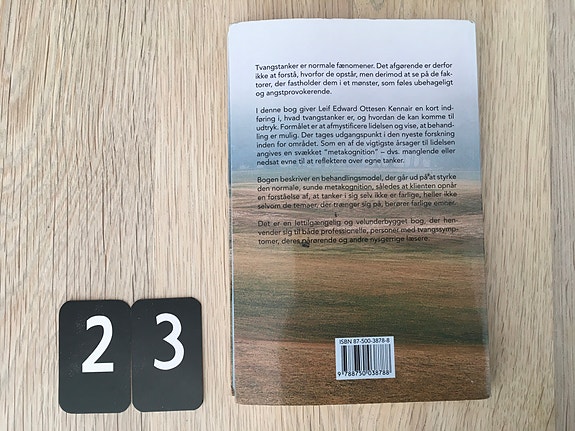 Tvangstanker er normale fænomener. Det afgørende er derfor
ikke at forstå, hvorfor de opstår, men derimod at se på de fak-
torer, der fastholder dem i et mønster, som føles ubehageligt
og angstprovokerende.
I denne bog giver Leif Edward Ottesen Kennair en kort ind-
føring i, hvad tvangstanker er, og hvordan de kan komme til
udtryk. Formålet er at afmystificere lidelsen og vise, at behand-
ling er mulig. Der tages udgangspunkt i den nyeste forskning
inden for området. Som en af de vigtigste årsager til lidelsen
angives en svækket "metakognition" – dvs. manglende eller
nedsat evne til at reflektere over egne tanker.
Bogen beskriver en behandlingsmodel, der går ud på at styrke
den normale, sunde metakognition, således at klienten opnår
en forståelse af, at tanker i sig selv ikke er farlige, heller ikke
selvom de temaer, der trænger sig på, berører farlige emner.
Det er en lettilgængelig og velunderbygget bog, der hen-
vender sig til både professionelle, personer med tvangssymp-
tomer, deres pårørende og andre nysgerrige læsere.
ISBN 87-500-3878-8
9 788750 038788
2 3